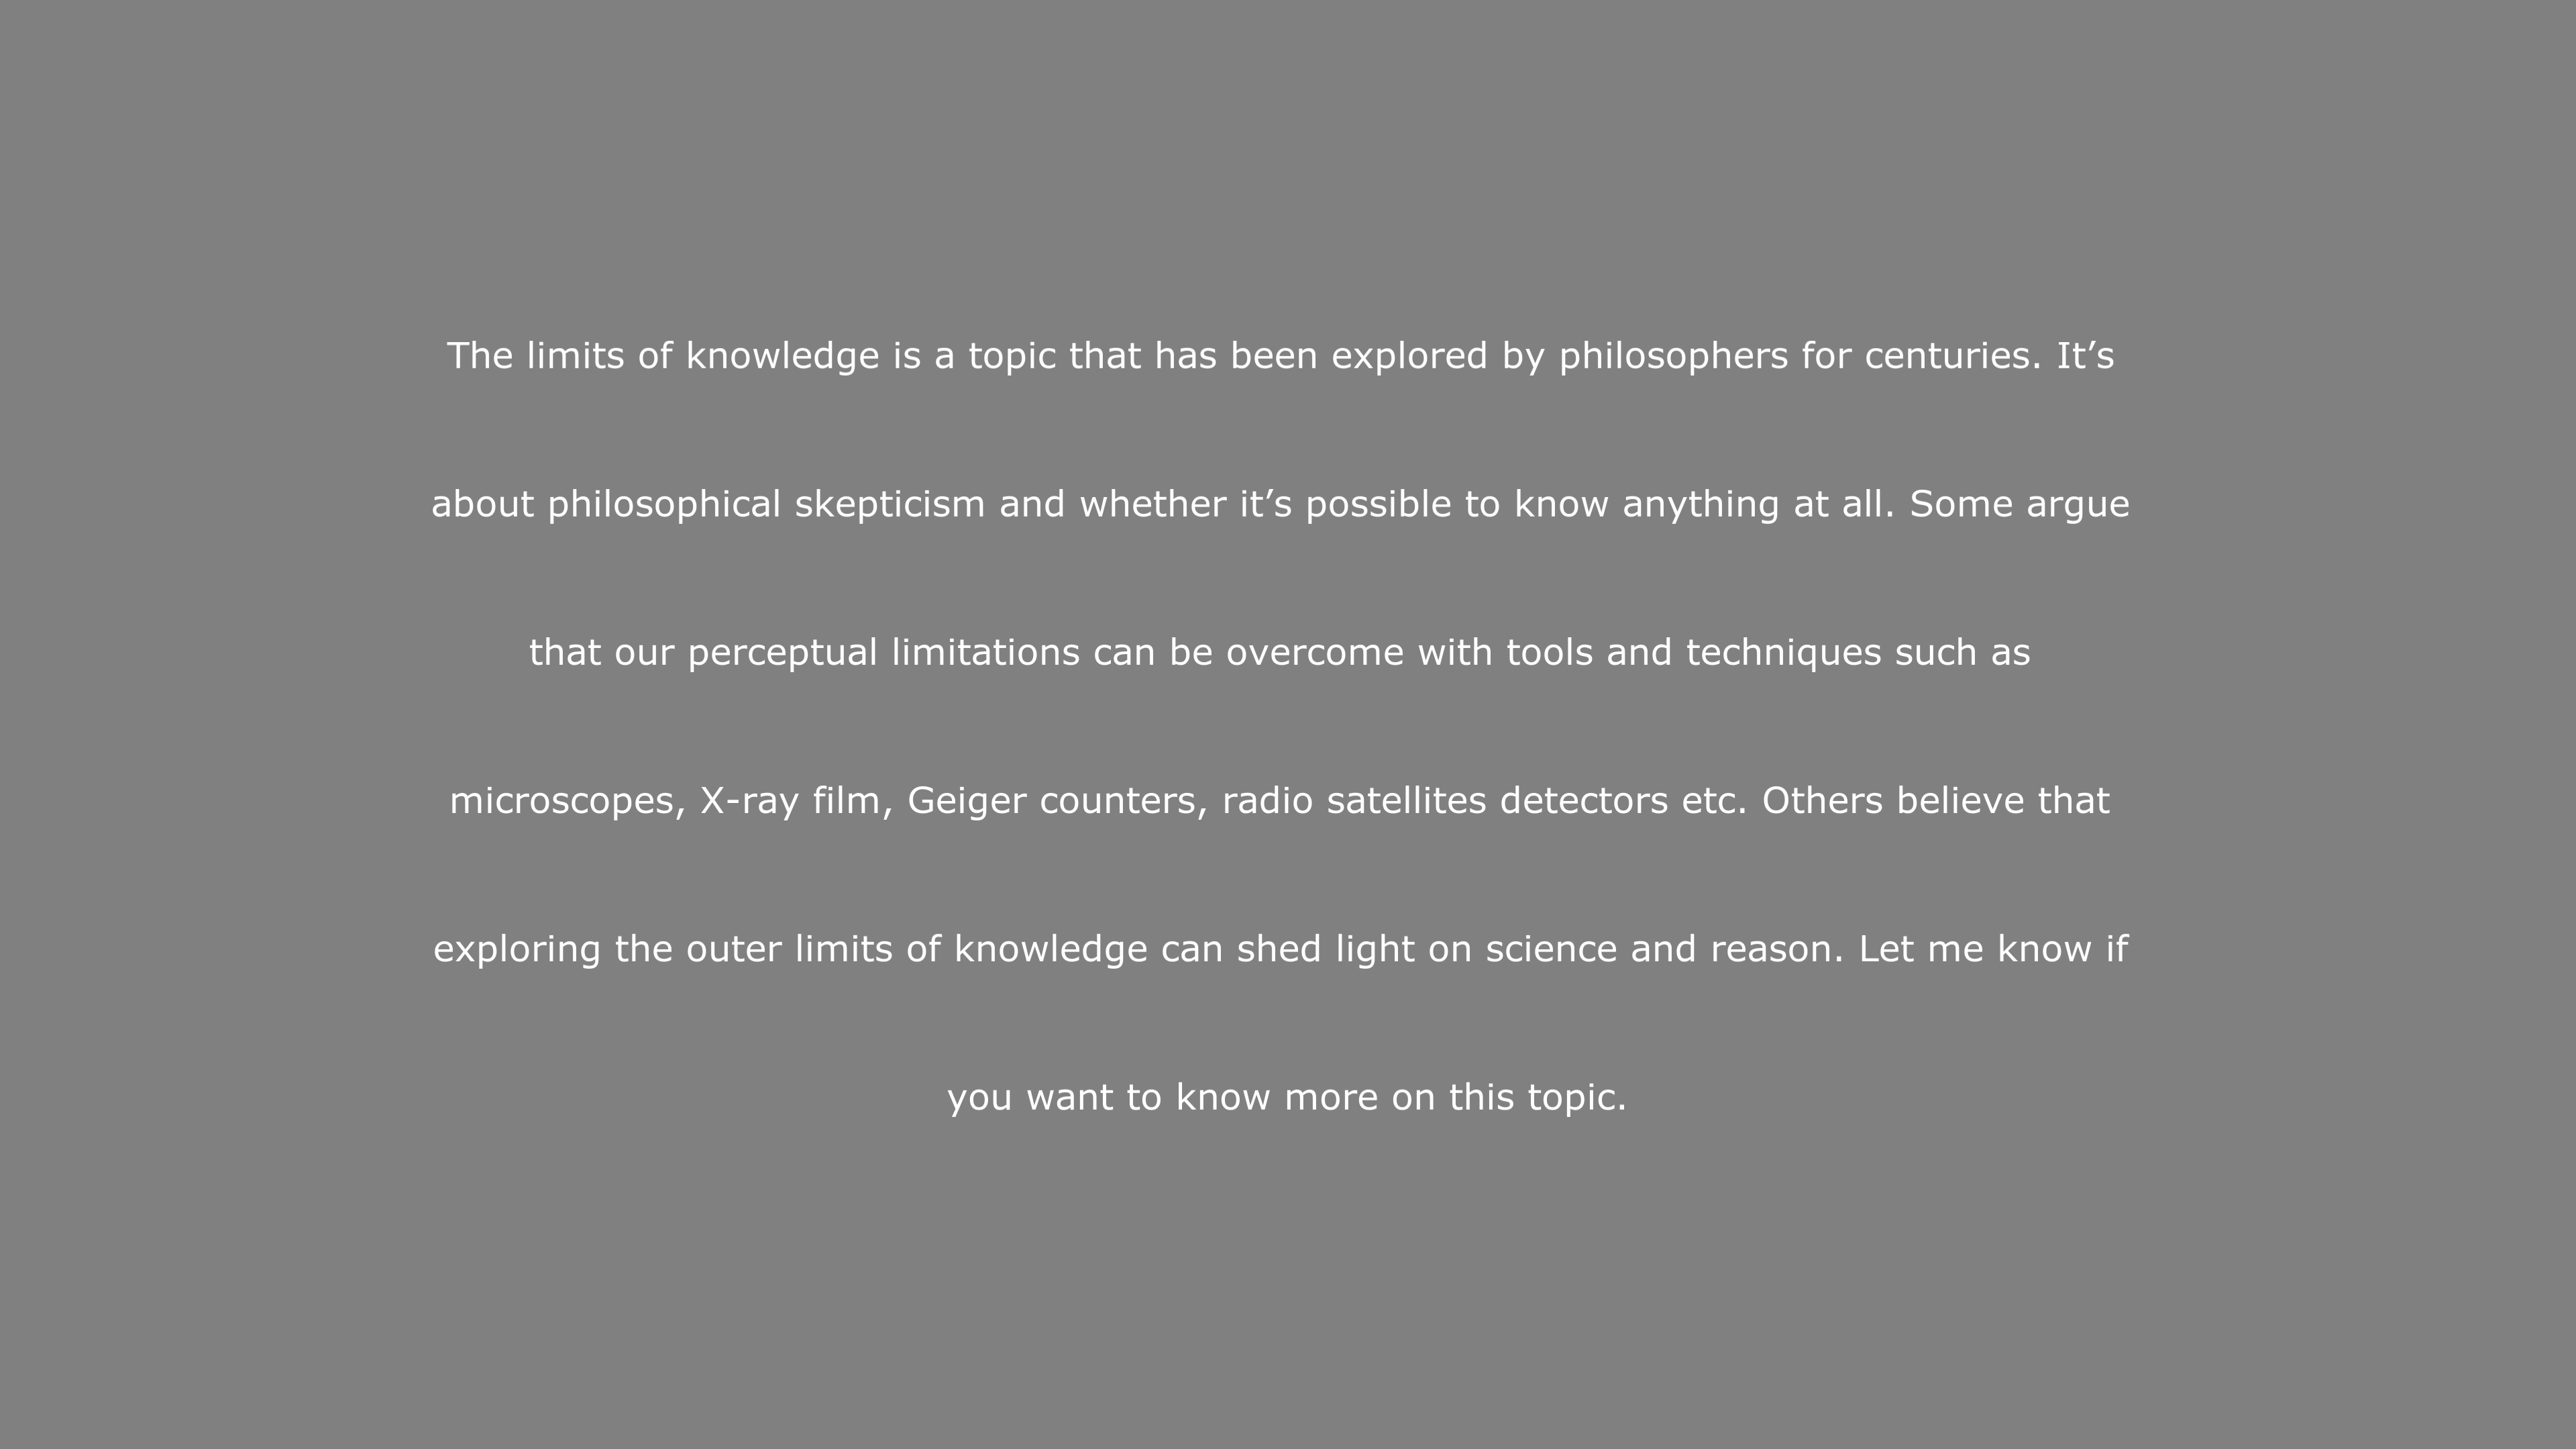 The limits of knowledge is a topic that has been explored by philosophers for centuries. It’s
about philosophical skepticism and whether it’s possible to know anything at all. Some argue
that our perceptual limitations can be overcome with tools and techniques such as
microscopes, X-ray film, Geiger counters, radio satellites detectors etc. Others believe that
exploring the outer limits of knowledge can shed light on science and reason. Let me know if
you want to know more on this topic.